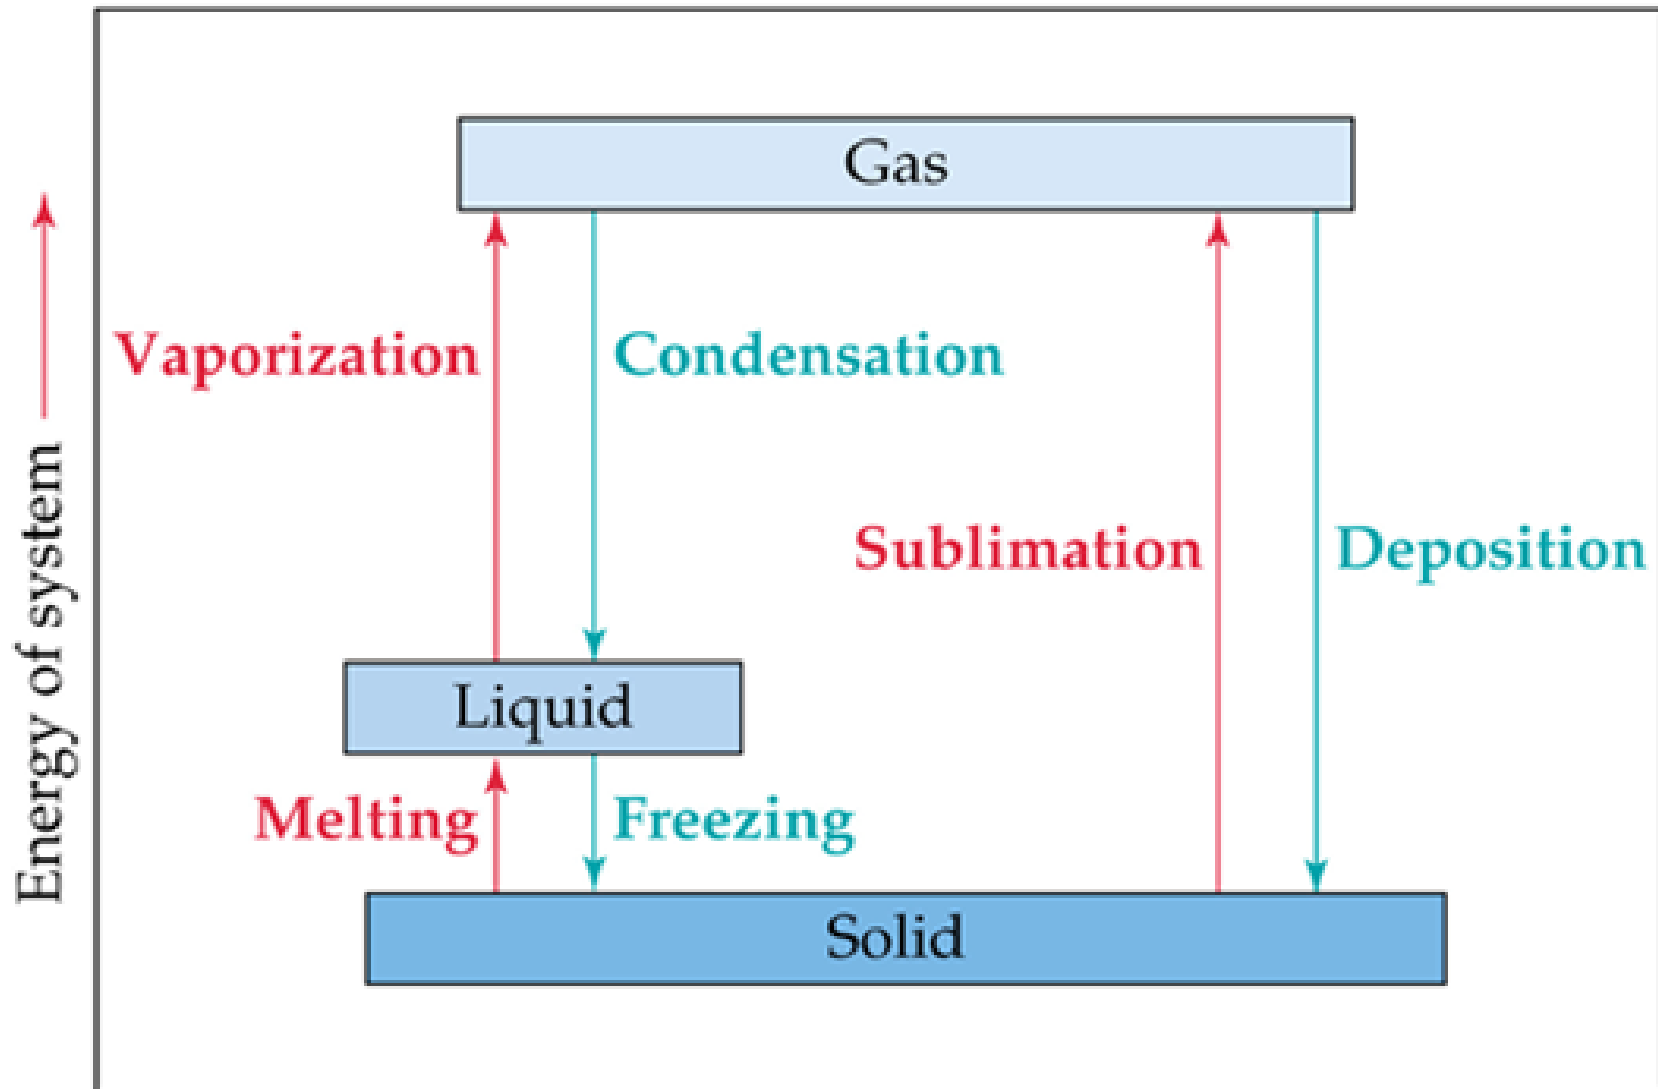 Gas
Vaporization
Condensation
Sublimation
Deposition
Liquid
Melting
Freezing
Solid
Energy of system